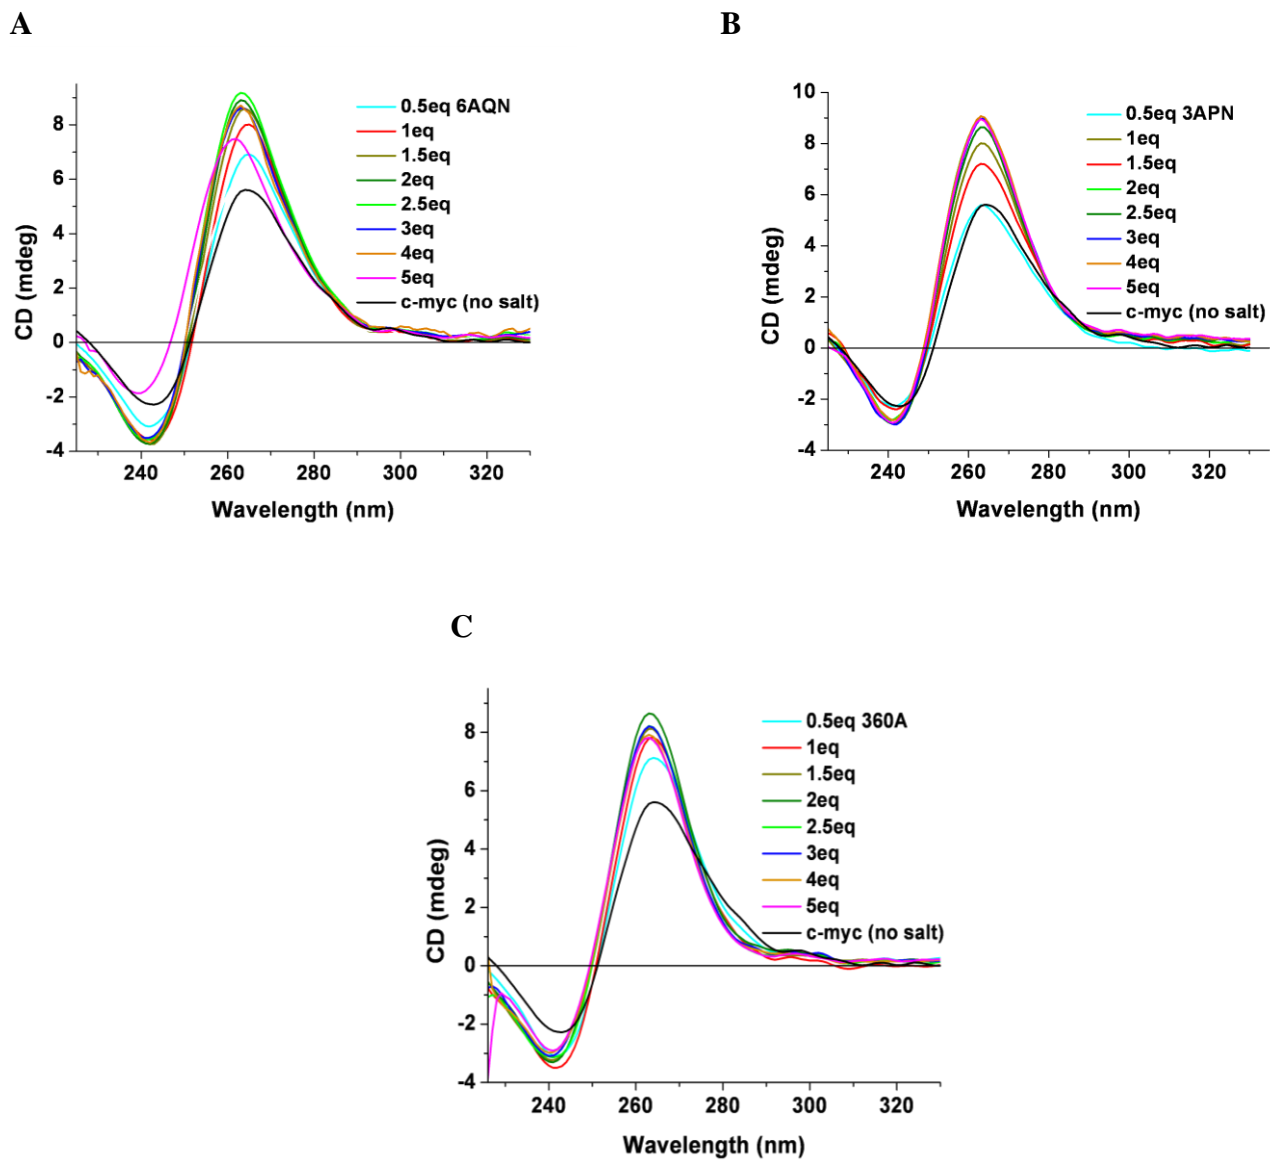 A
B
8
6
4
2
0
-2
-4
240
260
280
300
320
CD (mdeg)
Wavelength (nm)
0.5eq 6AQN
1eq
1.5eq
2eq
2.5eq
3eq
4eq
5eq
c-myc (no salt)
10
8
6
4
2
0
-2
-4
240
260
280
300
320
CD (mdeg)
Wavelength (nm)
0.5eq 3APN
1eq
1.5eq
2eq
2.5eq
3eq
4eq
5eq
c-myc (no salt)
C
8
6
4
2
0
-2
-4
240
260
280
300
320
CD (mdeg)
Wavelength (nm)
0.5eq 360A
1eq
1.5eq
2eq
2.5eq
3eq
4eq
5eq
c-myc (no salt)